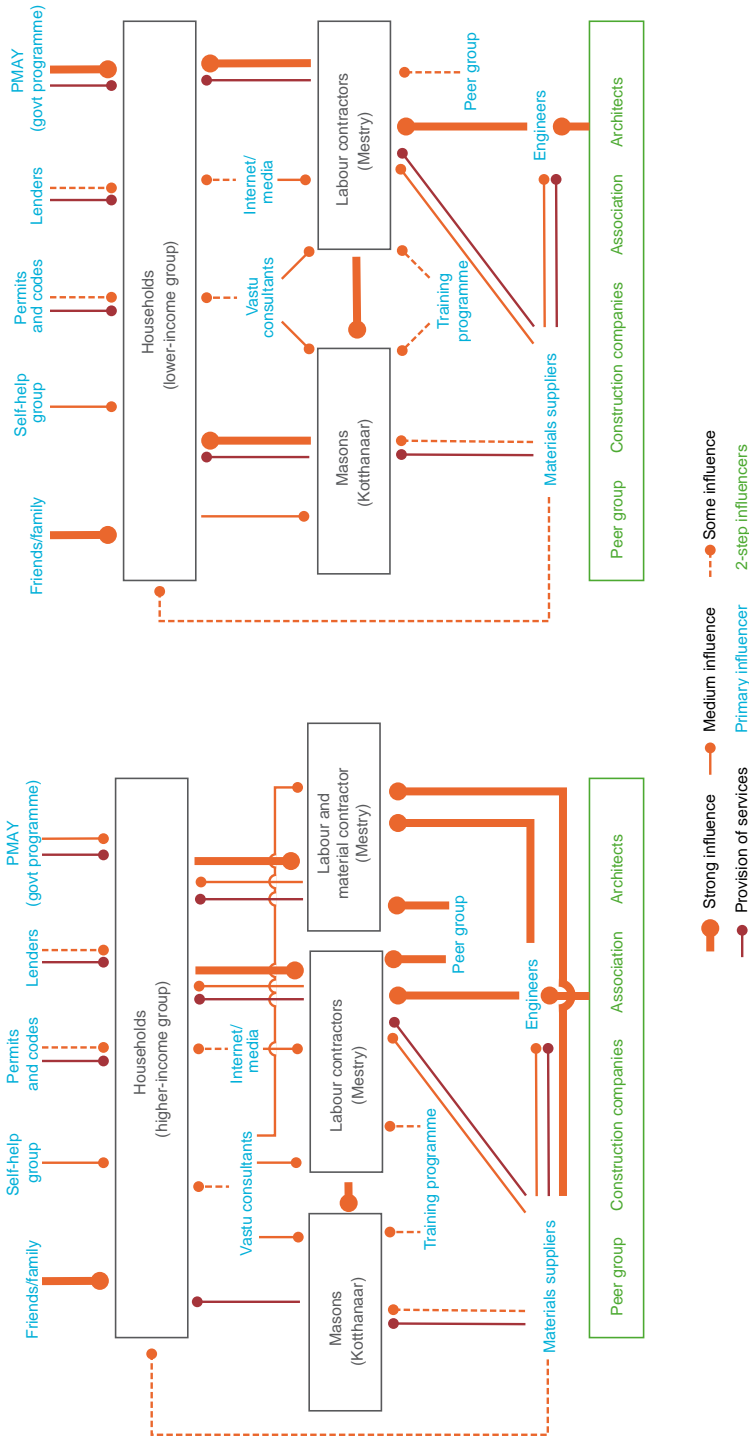 Friends/family
Self-help
group
Permits
and codes
Lenders
PMAY
(govt programme)
Households
(higher-income group)
Vastu consultants
Internet/
media
Masons
(Kotthanaar)
Labour contractors
(Mestry)
Labour and
material contractor
(Mestry)
Training programme
Peer group
Materials suppliers
Engineers
Peer group
Construction companies
Association
Architects
Friends/family
Self-help
group
Permits
and codes
Lenders
PMAY
(govt programme)
Households
(lower-income group)
Vastu
consultants
Internet/
media
Masons
(Kotthanaar)
Labour contractors
(Mestry)
Training
programme
Peer group
Materials suppliers
Engineers
Peer group
Construction companies
Association
Architects
Strong influence
Medium influence
Some influence
Provision of services
Primary influencer
2-step influencers